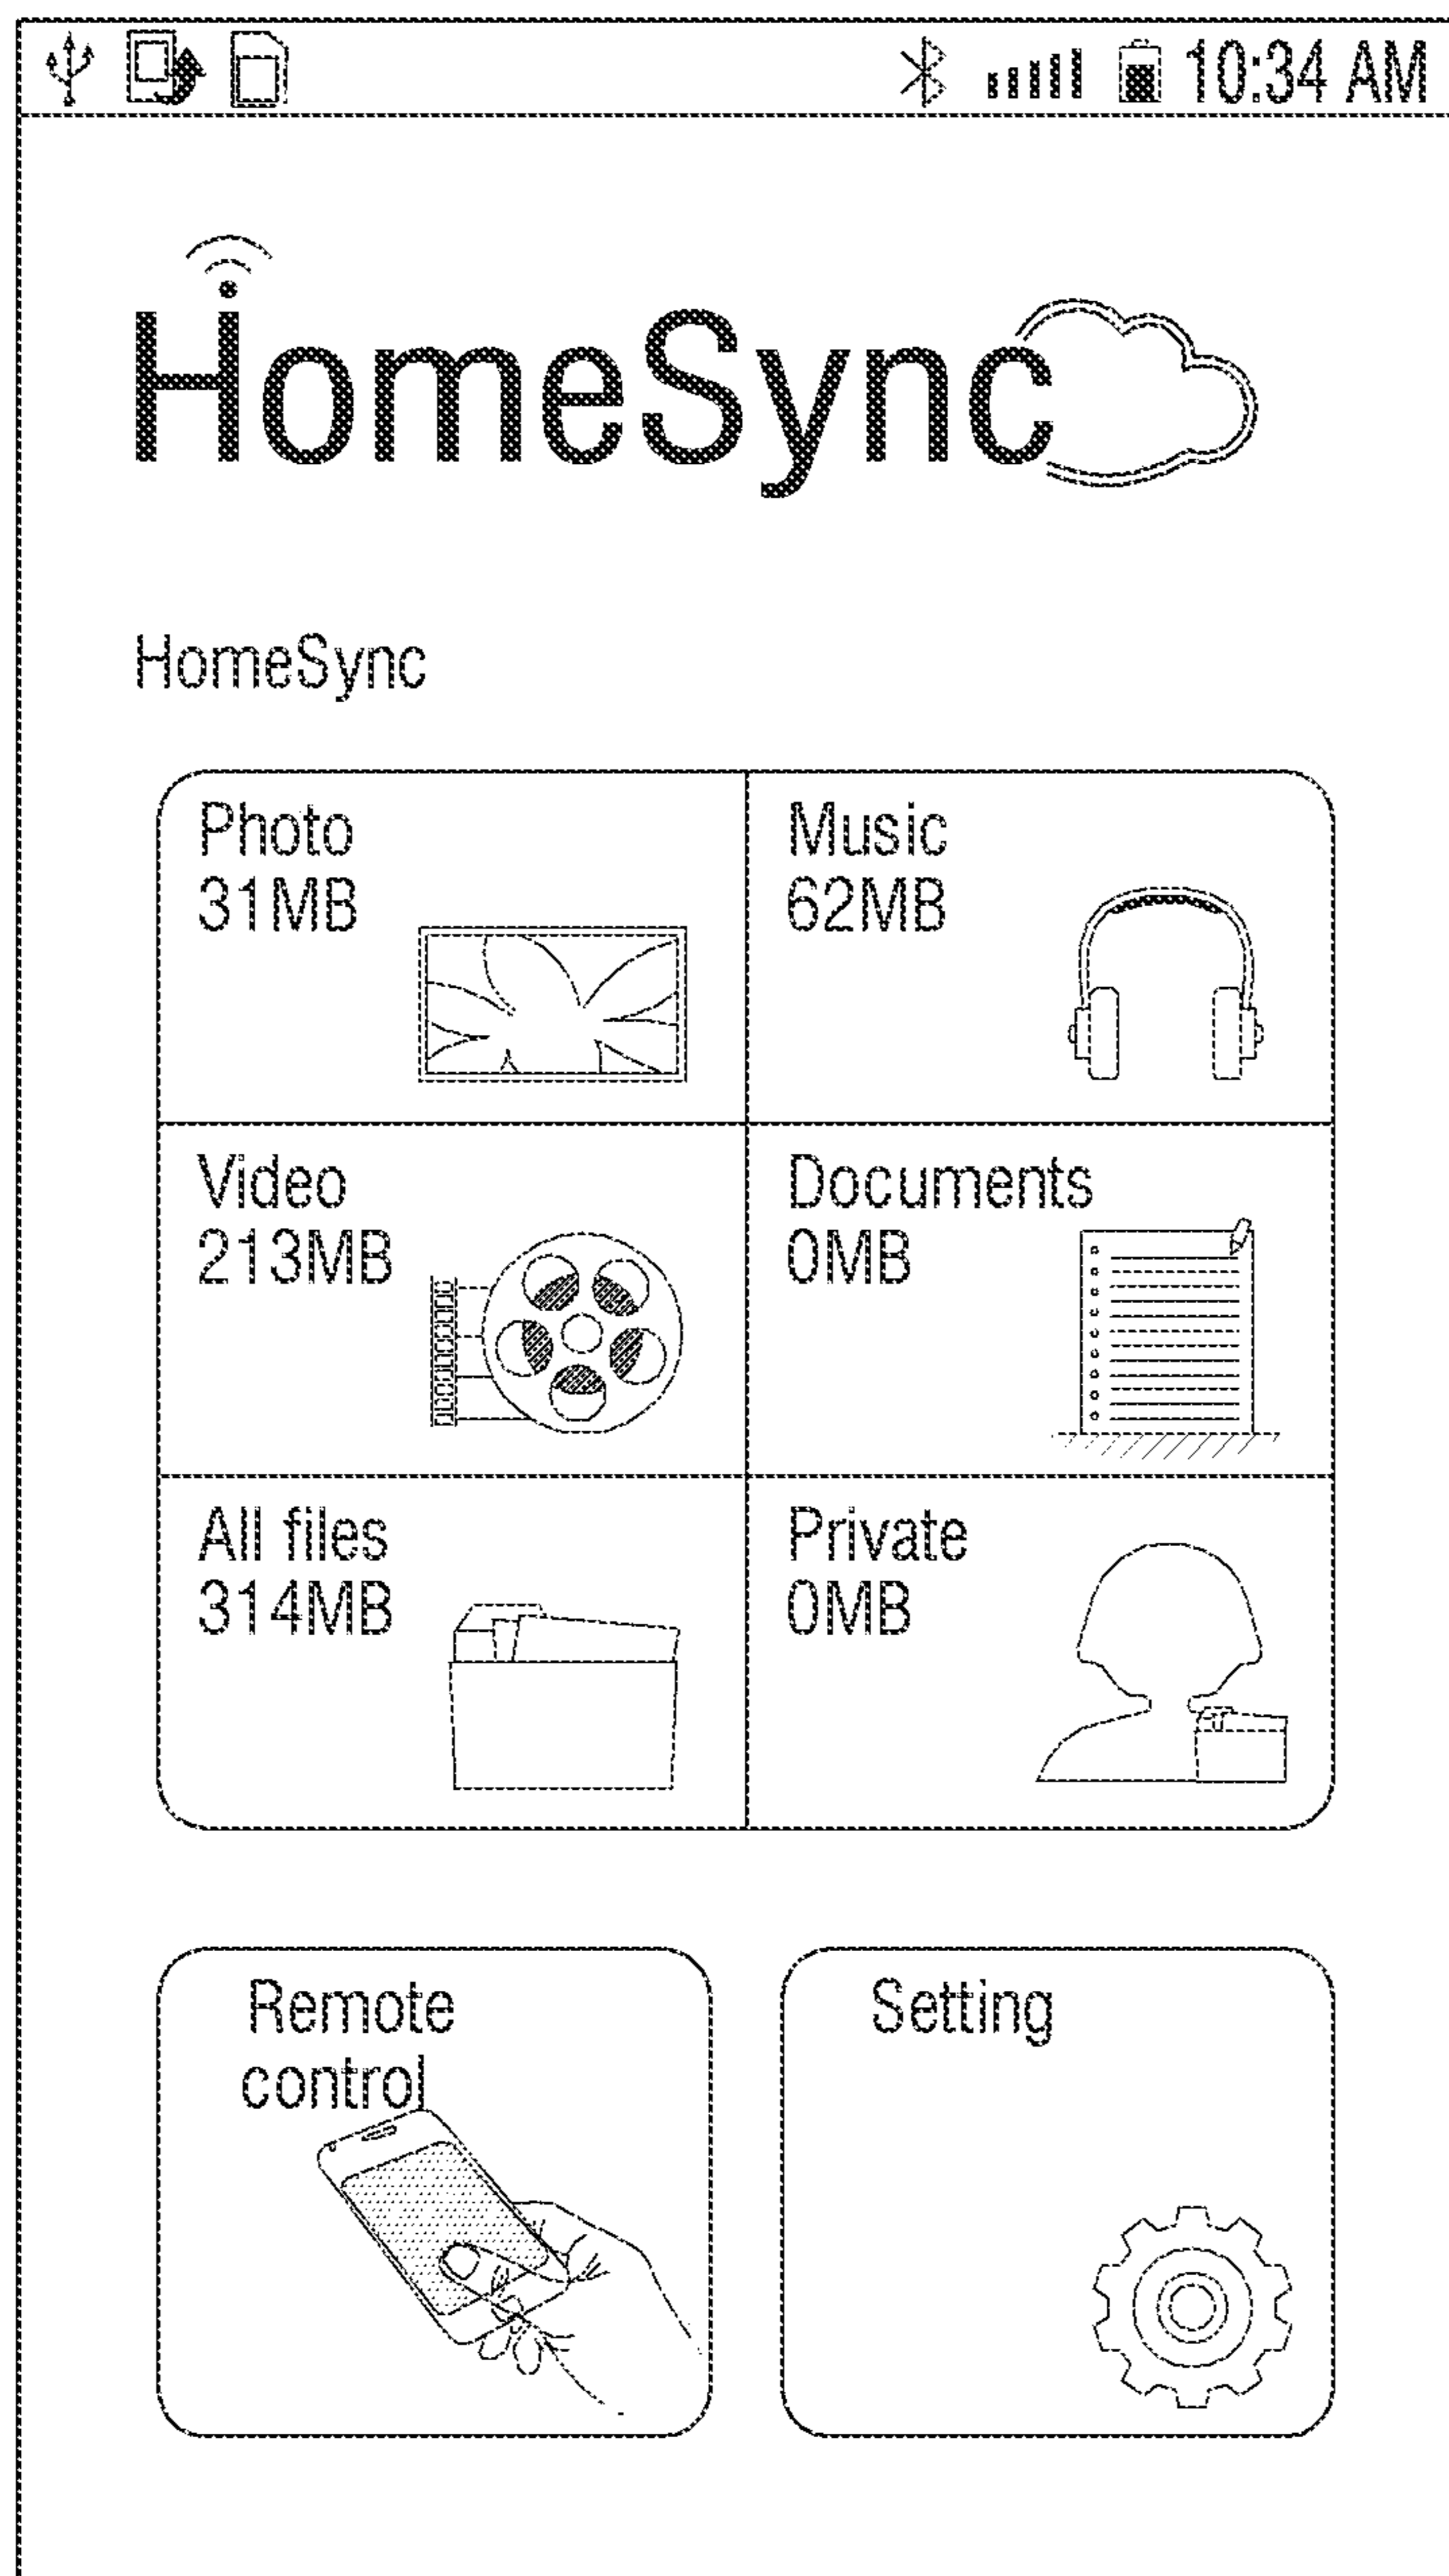 10:34 AM
HomeSync
HomeSync
Photo
31MB
Music
62MB
Video
213MB
Documents
0MB
All files
314MB
Private
0MB
Remote
control
Setting